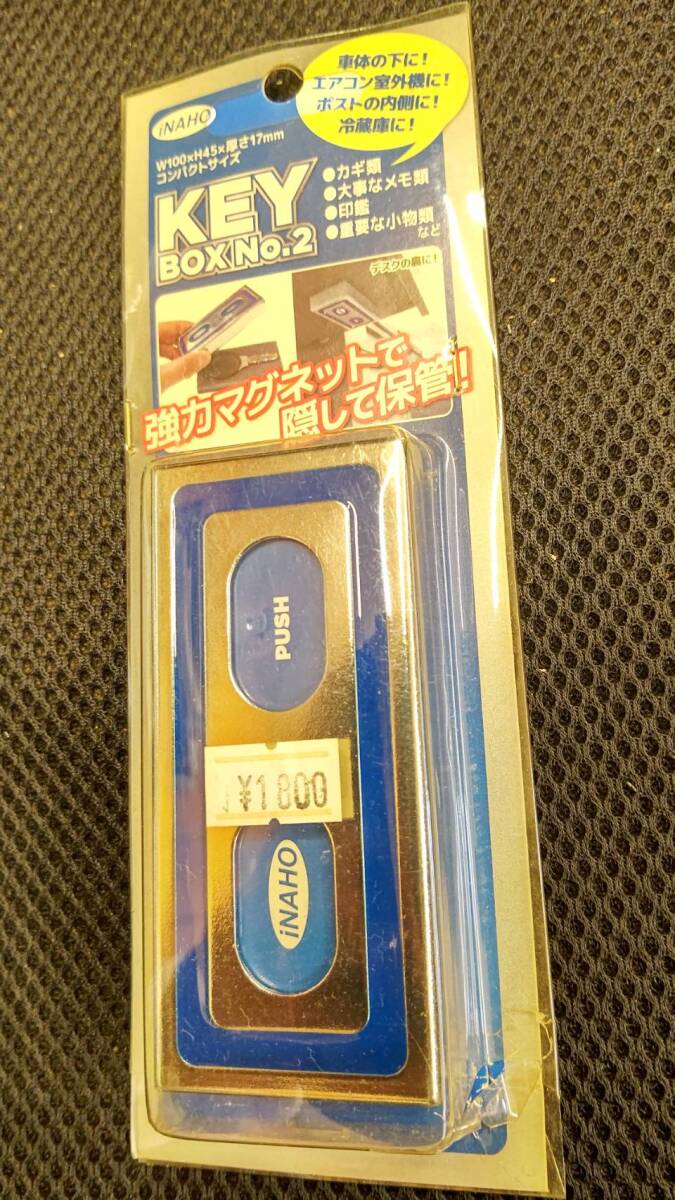 車体の下に!
エアコン室外機に!
ポストの内側に!
冷蔵庫に!
iNAHO
W100×H45×厚さ17mm
コンパクトサイズ
KEY
BOX No.2
●カギ類
●大事なメモ類
●印鑑
●重要な小物類
など
デスクの裏に!
強力マグネットで
隠して保管!!
PUSH
¥1800
iNAHO